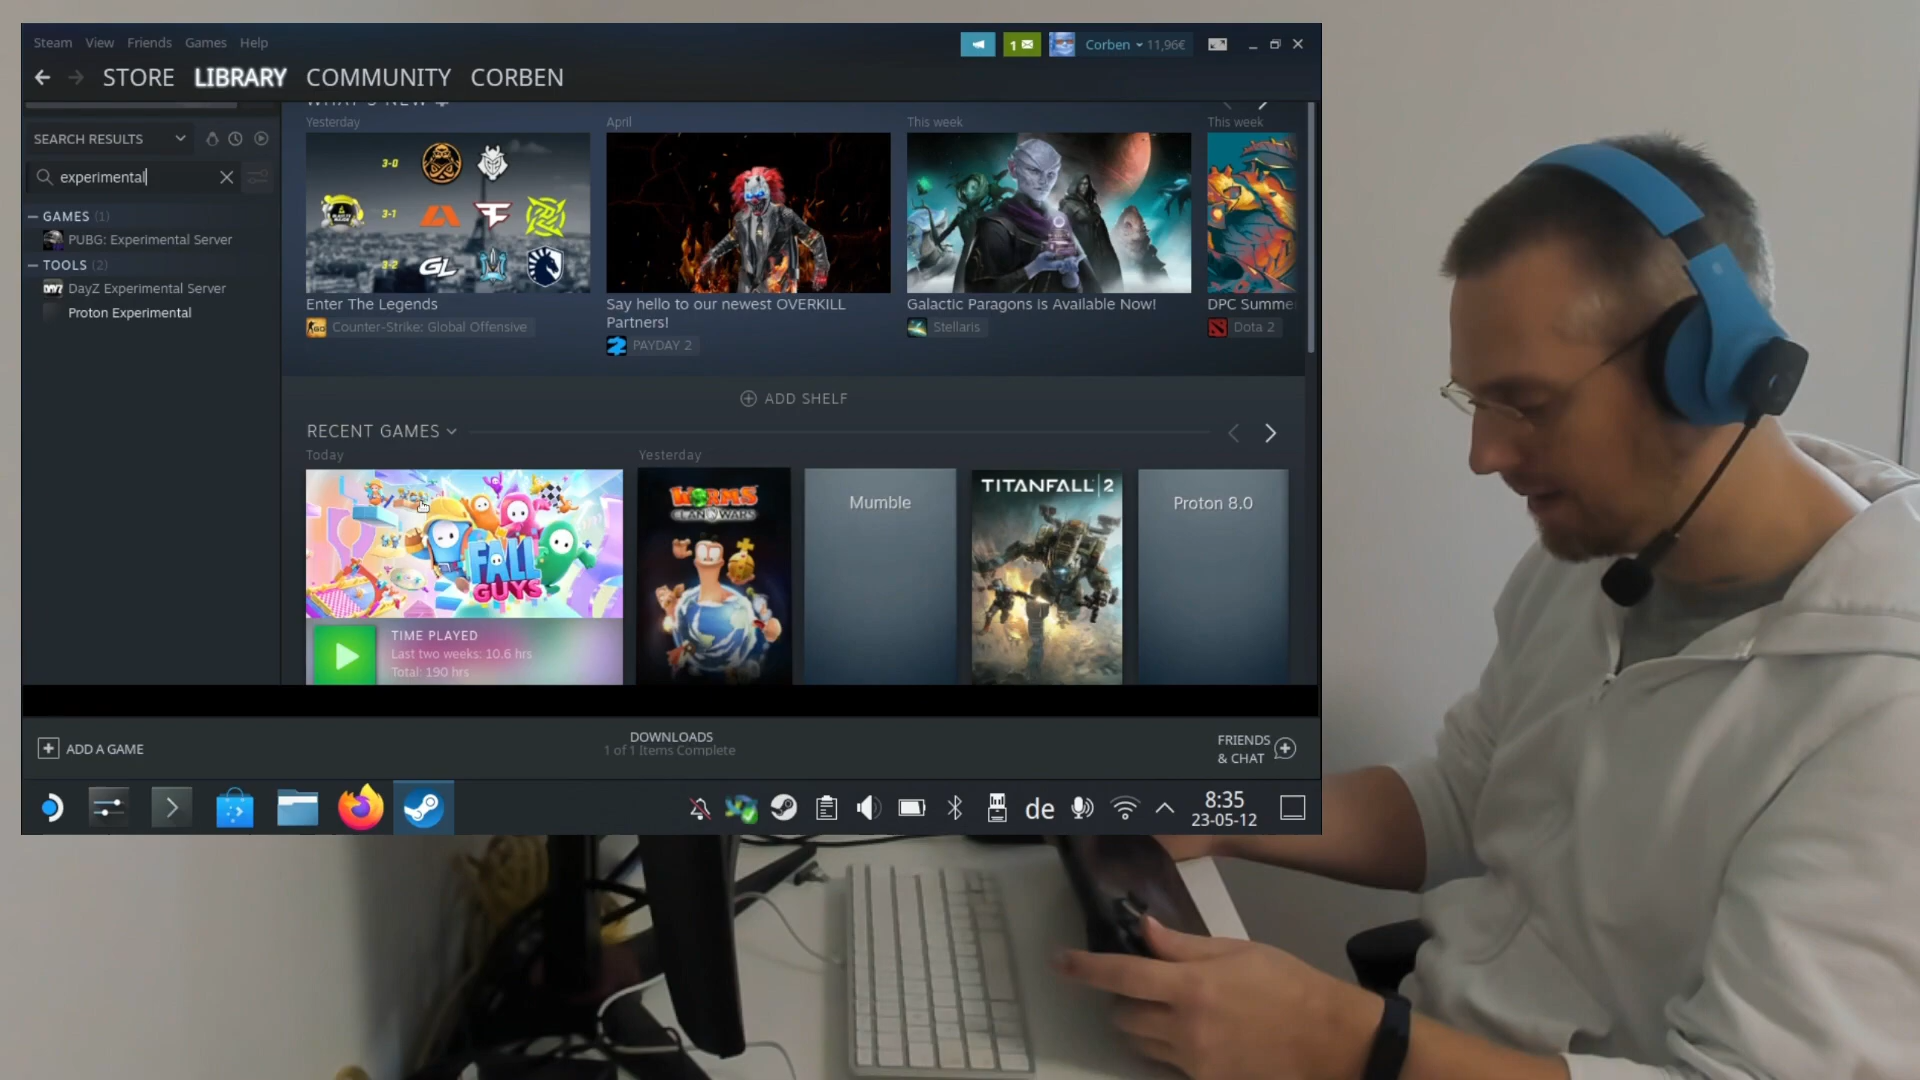 Steam View Friends Games Help
1 Corben 11,96€
STORE LIBRARY COMMUNITY CORBEN
SEARCH RESULTS
experimental
GAMES (1)
PUBG: Experimental Server
TOOLS (2)
DayZ Experimental Server
Proton Experimental
WHAT'S NEW
Yesterday
3-0
3-1
3-2
GL
Enter The Legends
Counter-Strike: Global Offensive
April
Say hello to our newest OVERKILL
Partners!
PAYDAY 2
This week
Galactic Paragons is Available Now!
Stellaris
This week
DPC Summe
Dota 2
ADD SHELF
RECENT GAMES
Today
FALL
GUYS
TIME PLAYED
Last two weeks: 10.6 hrs
Total: 190 hrs
Yesterday
WORMS
CLAN WARS
Mumble
TITANFALL 2
Proton 8.0
ADD A GAME
DOWNLOADS
1 of 1 Items Complete
FRIENDS
& CHAT
de
8:35
23-05-12